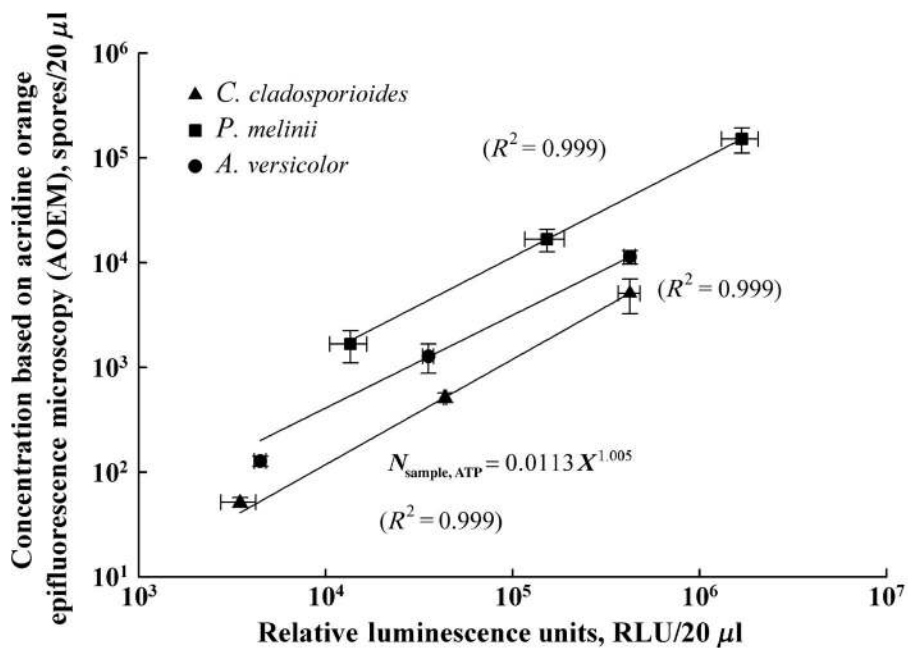 Concentration based on acridine orange
epifluorescence microscopy (AOEM), spores/20 μl
10⁶
10⁵
10⁴
10³
10²
10¹
C. cladosporioides
P. melinii
A. versicolor
(R² = 0.999)
(R² = 0.999)
N_sample, ATP = 0.0113X^1.005
(R² = 0.999)
10³ 10⁴ 10⁵ 10⁶ 10⁷
Relative luminescence units, RLU/20 μl